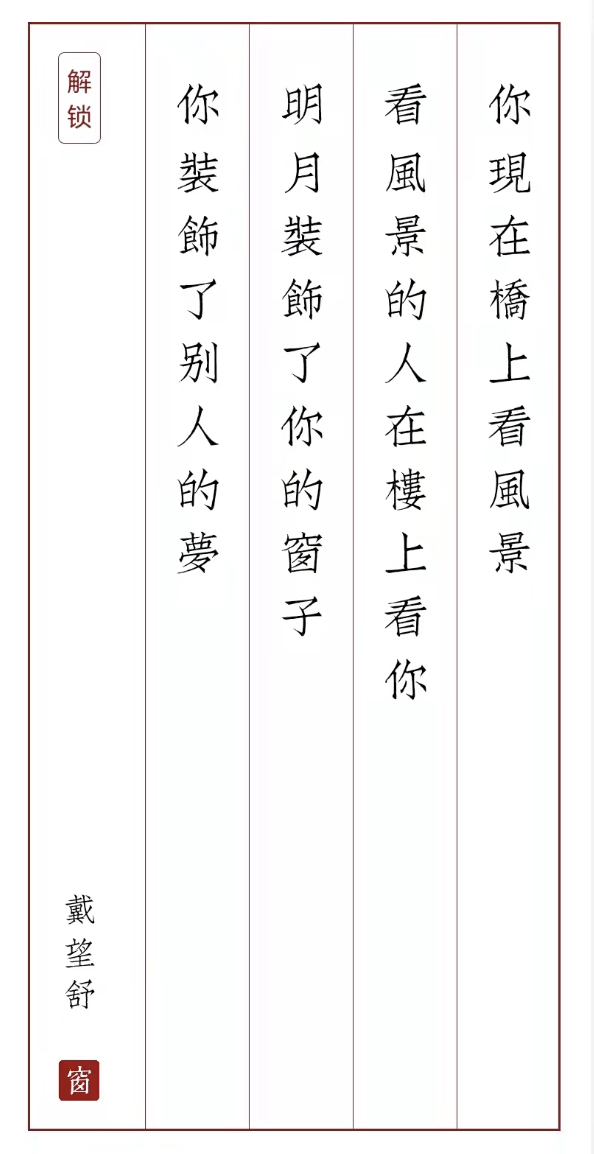 你現在橋上看風景
看風景的人在樓上看你
明月裝飾了你的窗子
你裝飾了別人的夢
解锁
戴望舒
窗